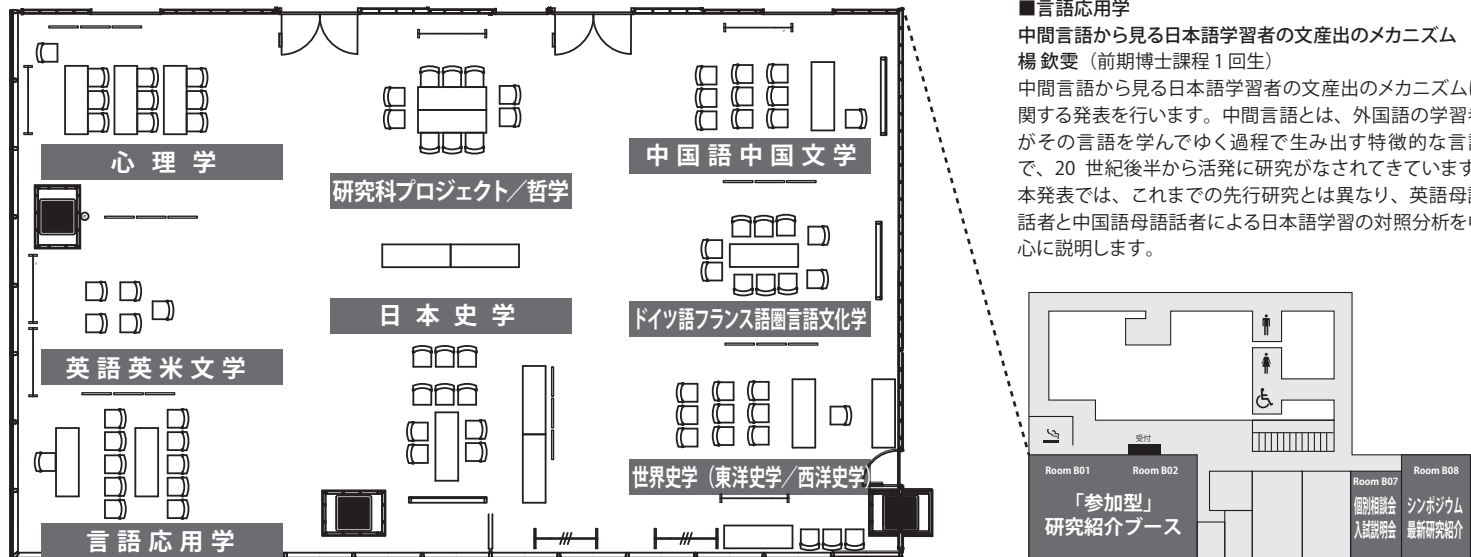 心理学
研究科プロジェクト／哲学
中国語中国文学
日本史学
ドイツ語フランス語圏言語文化学
英語英米文学
世界史学（東洋史学／西洋史学）
言語応用学
■言語応用学
中間言語から見る日本語学習者の文産出のメカニズム
楊 欽雯（前期博士課程1回生）
中間言語から見る日本語学習者の文産出のメカニズムに
関する発表を行います。中間言語とは、外国語の学習者
がその言語を学んでゆく過程で生み出す特徴的な言語
で、20 世紀後半から活発に研究がなされてきています。
本発表では、これまでの先行研究とは異なり、英語母語
話者と中国語母語話者による日本語学習の対照分析を中
心に説明します。
受付
Room B01
Room B02
「参加型」
研究紹介ブース
Room B07
個別相談会
入試説明会
Room B08
シンポジウム
最新研究紹介